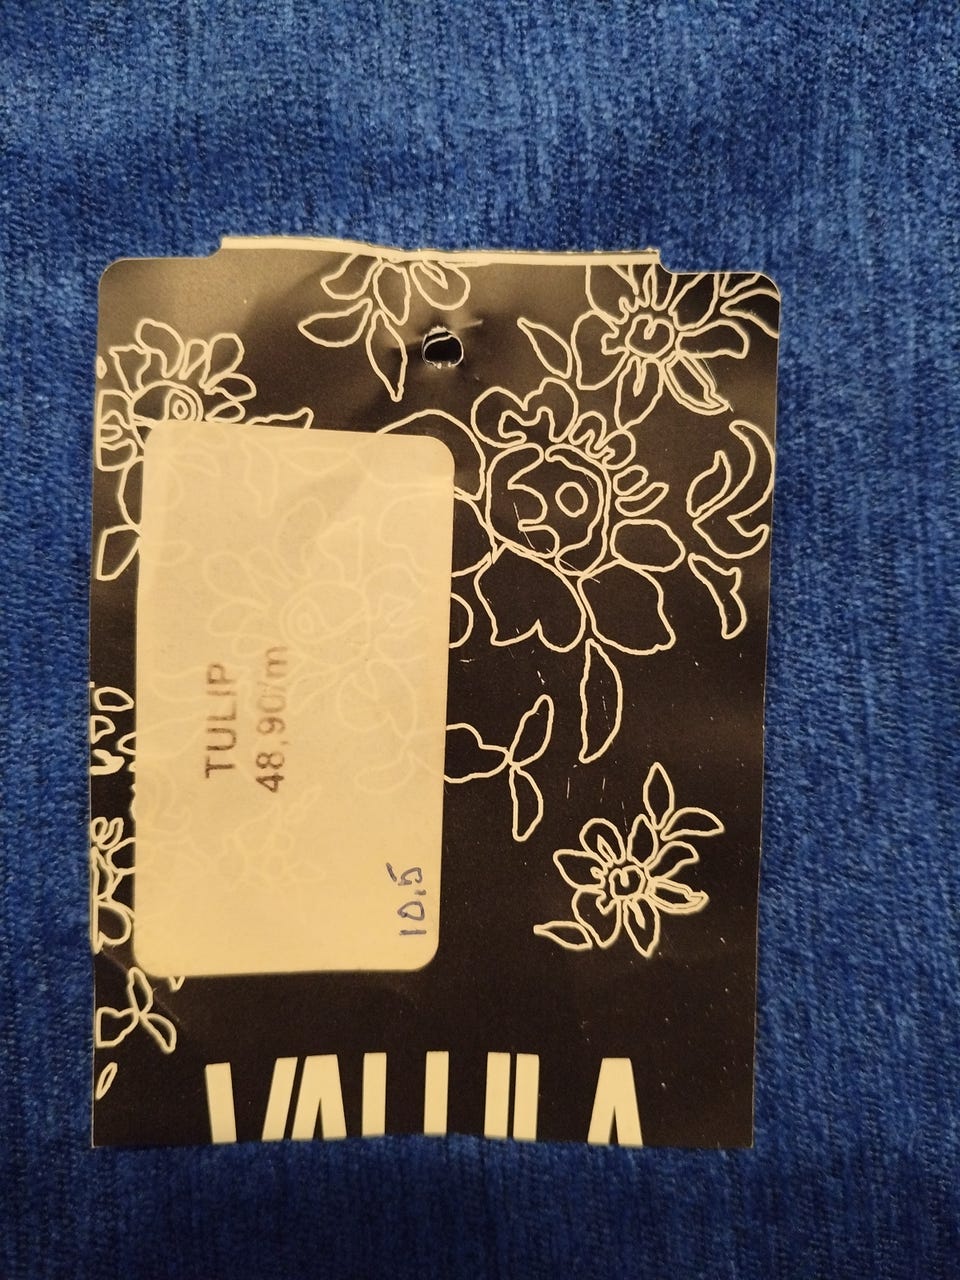 TULIP
48,90/m
10,5
VALLILA